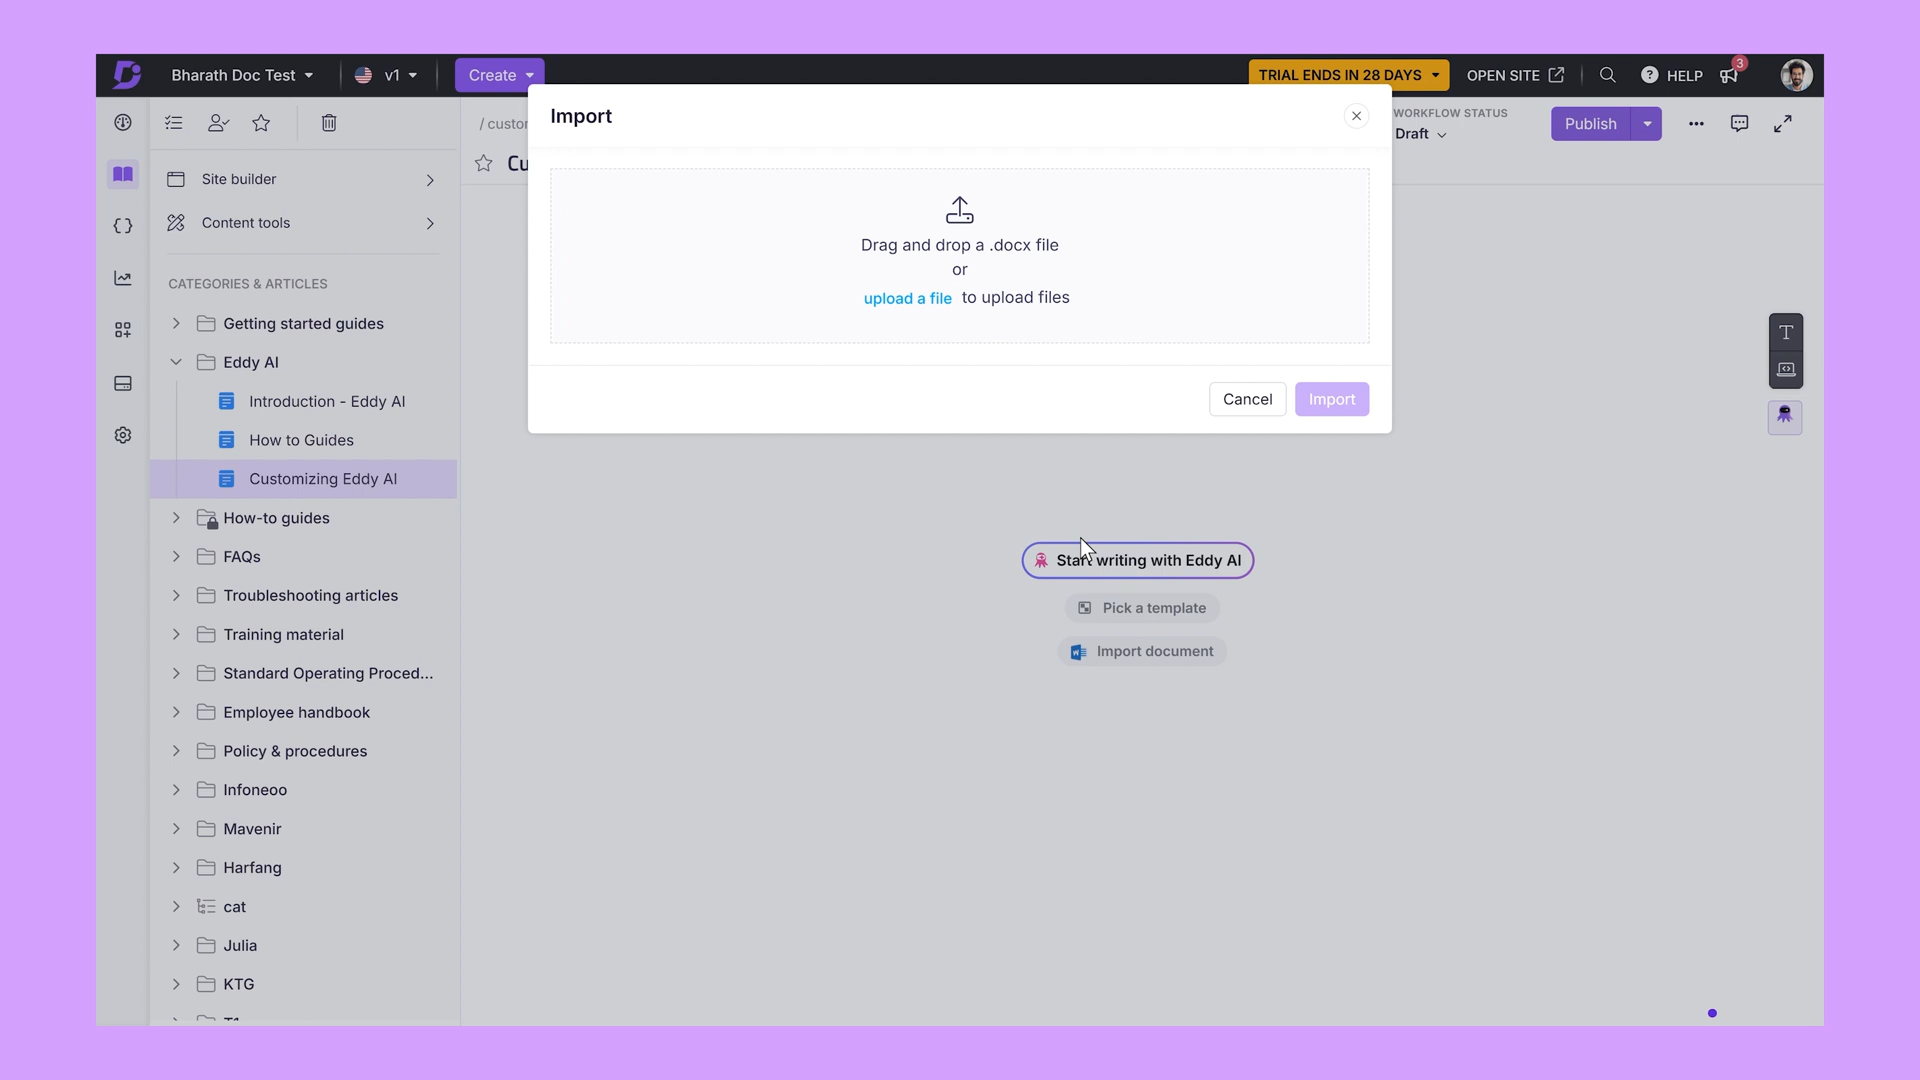 Bharath Doc Test
v1
Create
TRIAL ENDS IN 28 DAYS
OPEN SITE
HELP
3
Import
/ custor
WORKFLOW STATUS
Draft
Publish
Cu
Site builder
Content tools
Drag and drop a .docx file
or
upload a file to upload files
Cancel
Import
CATEGORIES & ARTICLES
Getting started guides
Eddy AI
Introduction - Eddy AI
How to Guides
Customizing Eddy AI
How-to guides
FAQs
Troubleshooting articles
Training material
Standard Operating Proced...
Employee handbook
Policy & procedures
Infoneoo
Mavenir
Harfang
cat
Julia
KTG
Start writing with Eddy AI
Pick a template
Import document